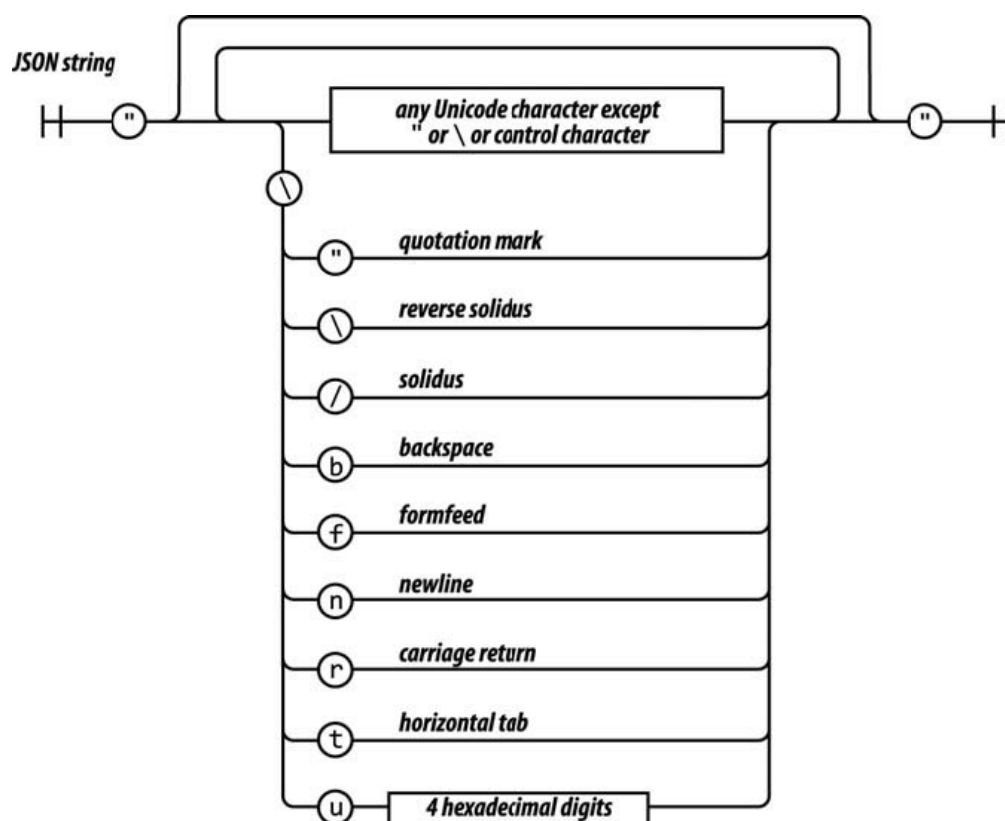 JSON string
"
any Unicode character except
" or \ or control character
"
\
" quotation mark
\ reverse solidus
/ solidus
b backspace
f formfeed
n newline
r carriage return
t horizontal tab
u 4 hexadecimal digits